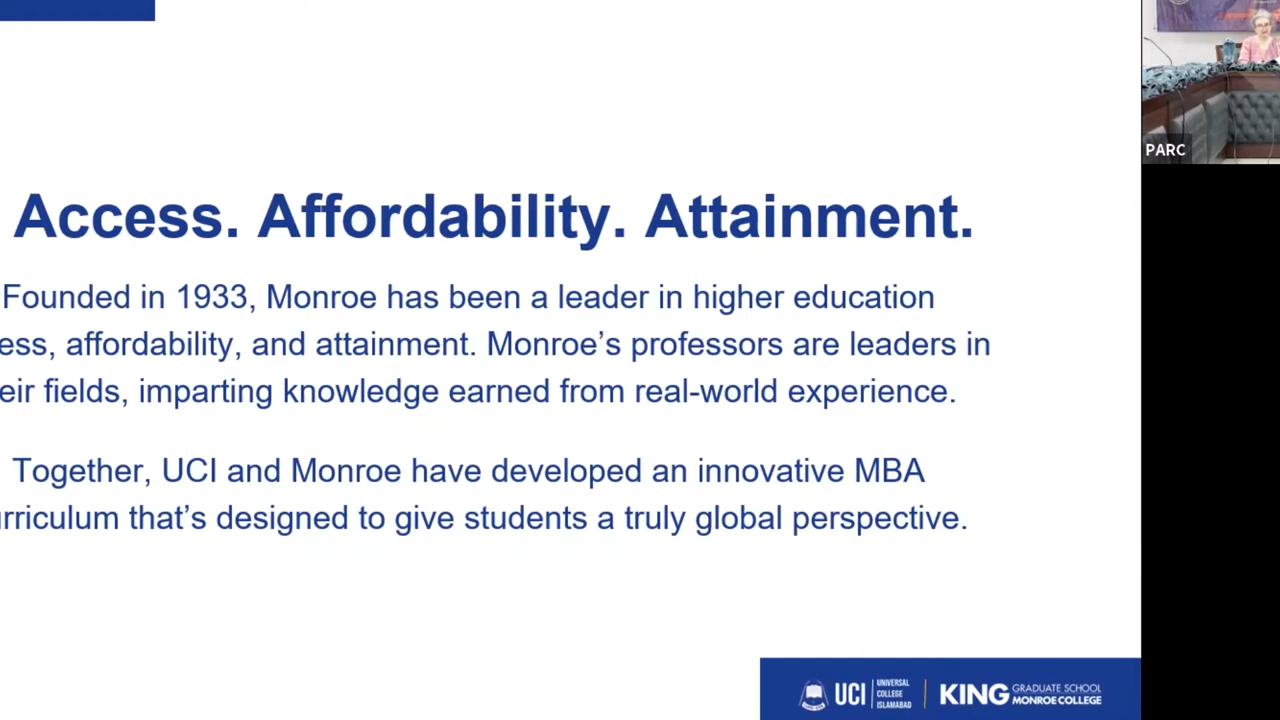 Access. Affordability. Attainment.
Founded in 1933, Monroe has been a leader in higher education
ess, affordability, and attainment. Monroe’s professors are leaders in
eir fields, imparting knowledge earned from real-world experience.
Together, UCI and Monroe have developed an innovative MBA
rriculum that’s designed to give students a truly global perspective.
PARC
UCI
UNIVERSAL
COLLEGE
ISLAMABAD
KING
GRADUATE SCHOOL
MONROE COLLEGE